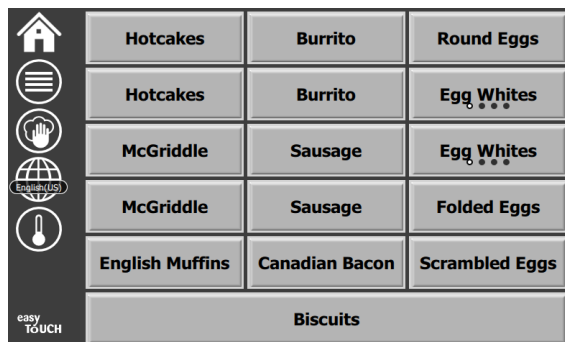 Hotcakes Burrito Round Eggs
Hotcakes Burrito Egg Whites
McGriddle Sausage Egg Whites
English(US)
McGriddle Sausage Folded Eggs
English Muffins Canadian Bacon Scrambled Eggs
easy
TōUCH Biscuits